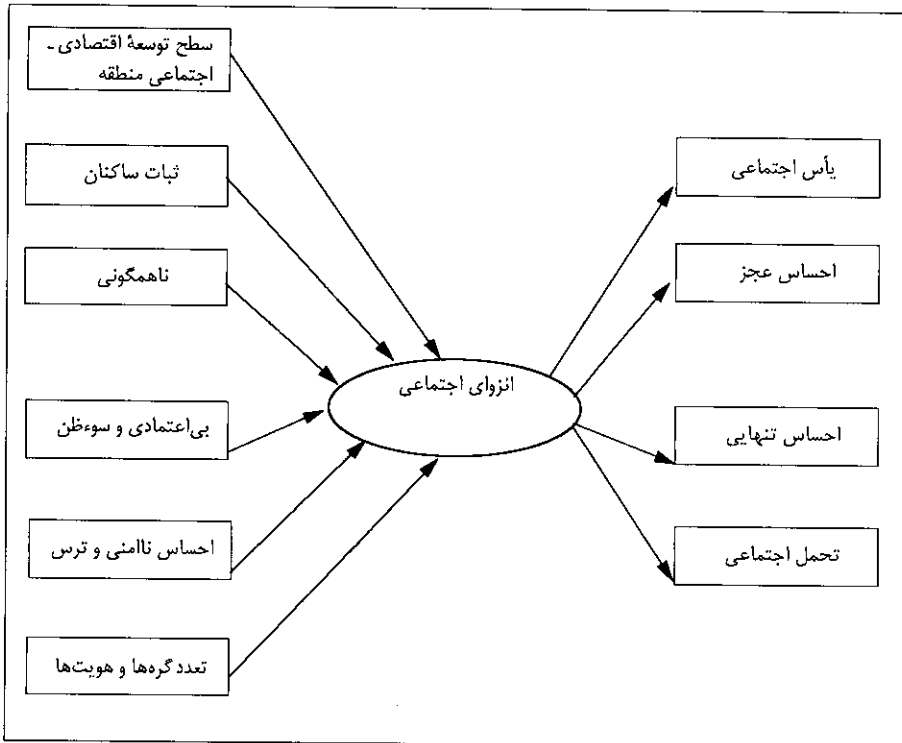 سطح توسعهٔ اقتصادی ـ
اجتماعی منطقه
ثبات ساکنان
ناهمگونی
بی‌اعتمادی و سوءظن
احساس ناامنی و ترس
تعدد گره‌ها و هویت‌ها
انزوای اجتماعی
یأس اجتماعی
احساس عجز
احساس تنهایی
تحمل اجتماعی